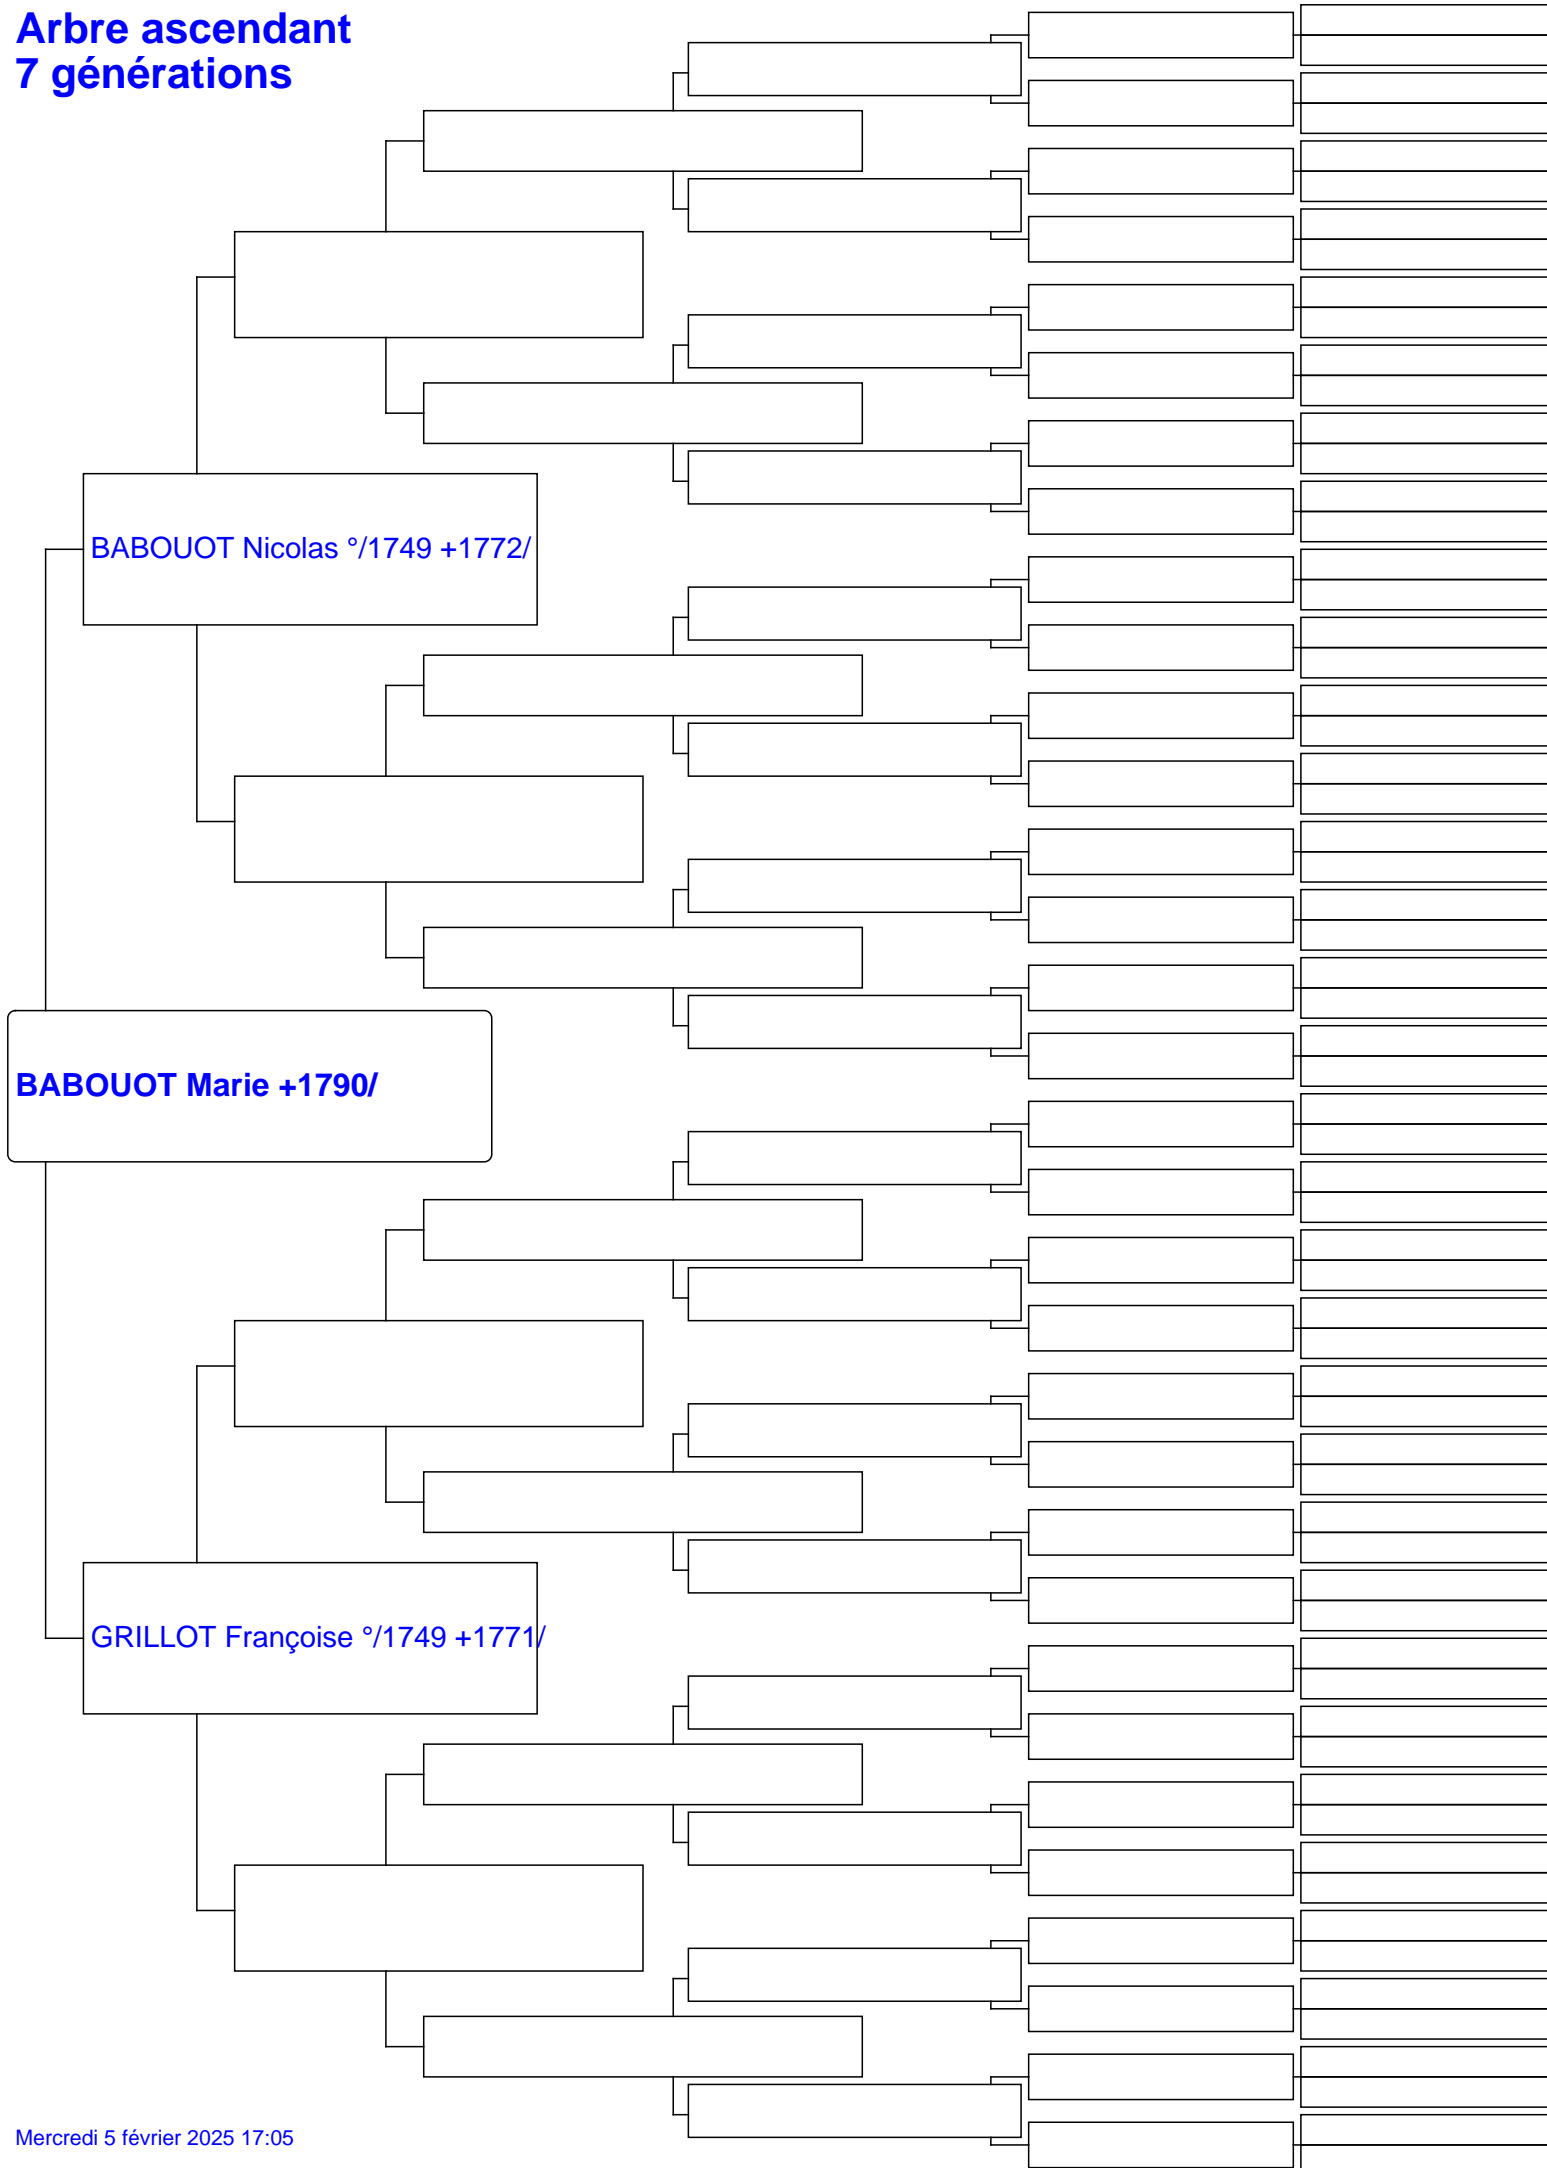 Arbre ascendant
7 générations
BABOUOT Nicolas °/1749 +1772/
BABOUOT Marie +1790/
GRILLOT Françoise °/1749 +1771/
Mercredi 5 février 2025 17:05